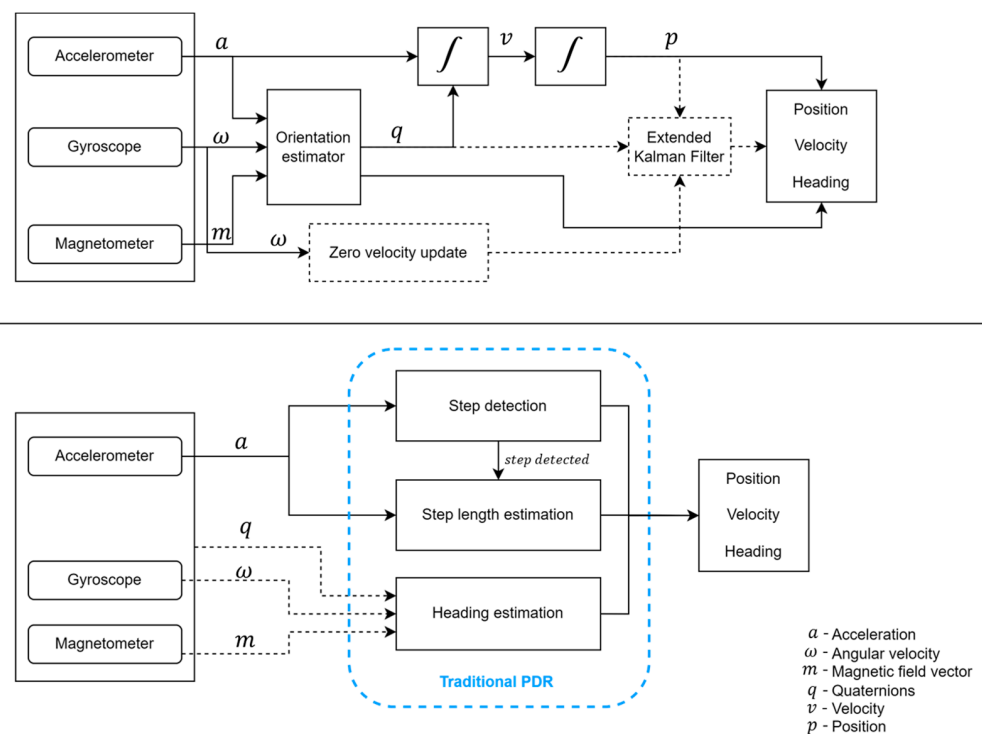 Accelerometer
a
∫
v
∫
p
Gyroscope
ω
Orientation
estimator
q
Extended
Kalman Filter
Position
Velocity
Heading
Magnetometer
m
ω
Zero velocity update
Accelerometer
a
Step detection
step detected
Step length estimation
Position
Velocity
Heading
q
Gyroscope
ω
Heading estimation
Magnetometer
m
Traditional PDR
a - Acceleration
ω - Angular velocity
m - Magnetic field vector
q - Quaternions
v - Velocity
p - Position